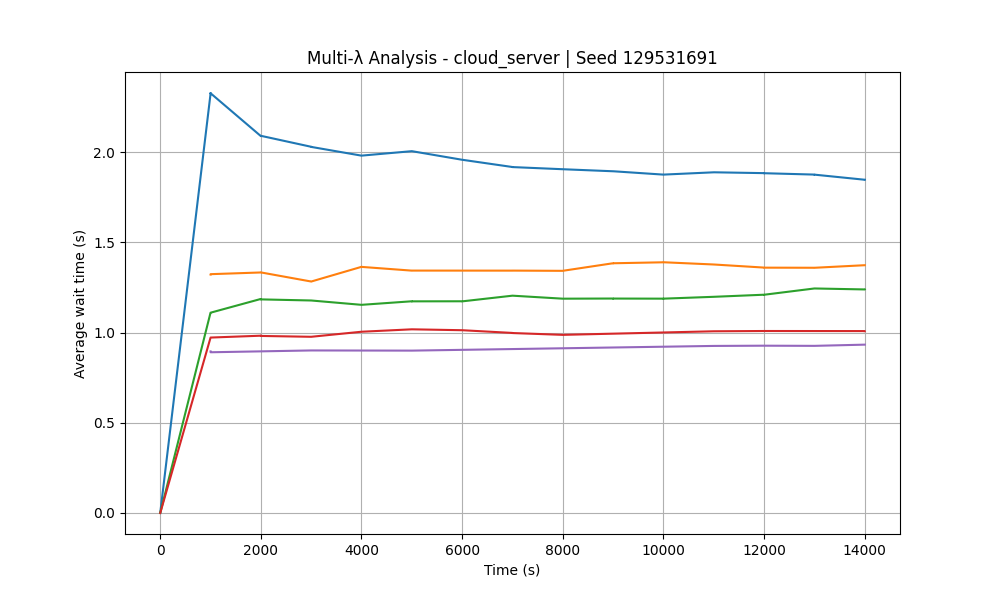 Multi-λ Analysis - cloud_server | Seed 129531691
Average wait time (s)
2.0
1.5
1.0
0.5
0.0
0 2000 4000 6000 8000 10000 12000 14000
Time (s)